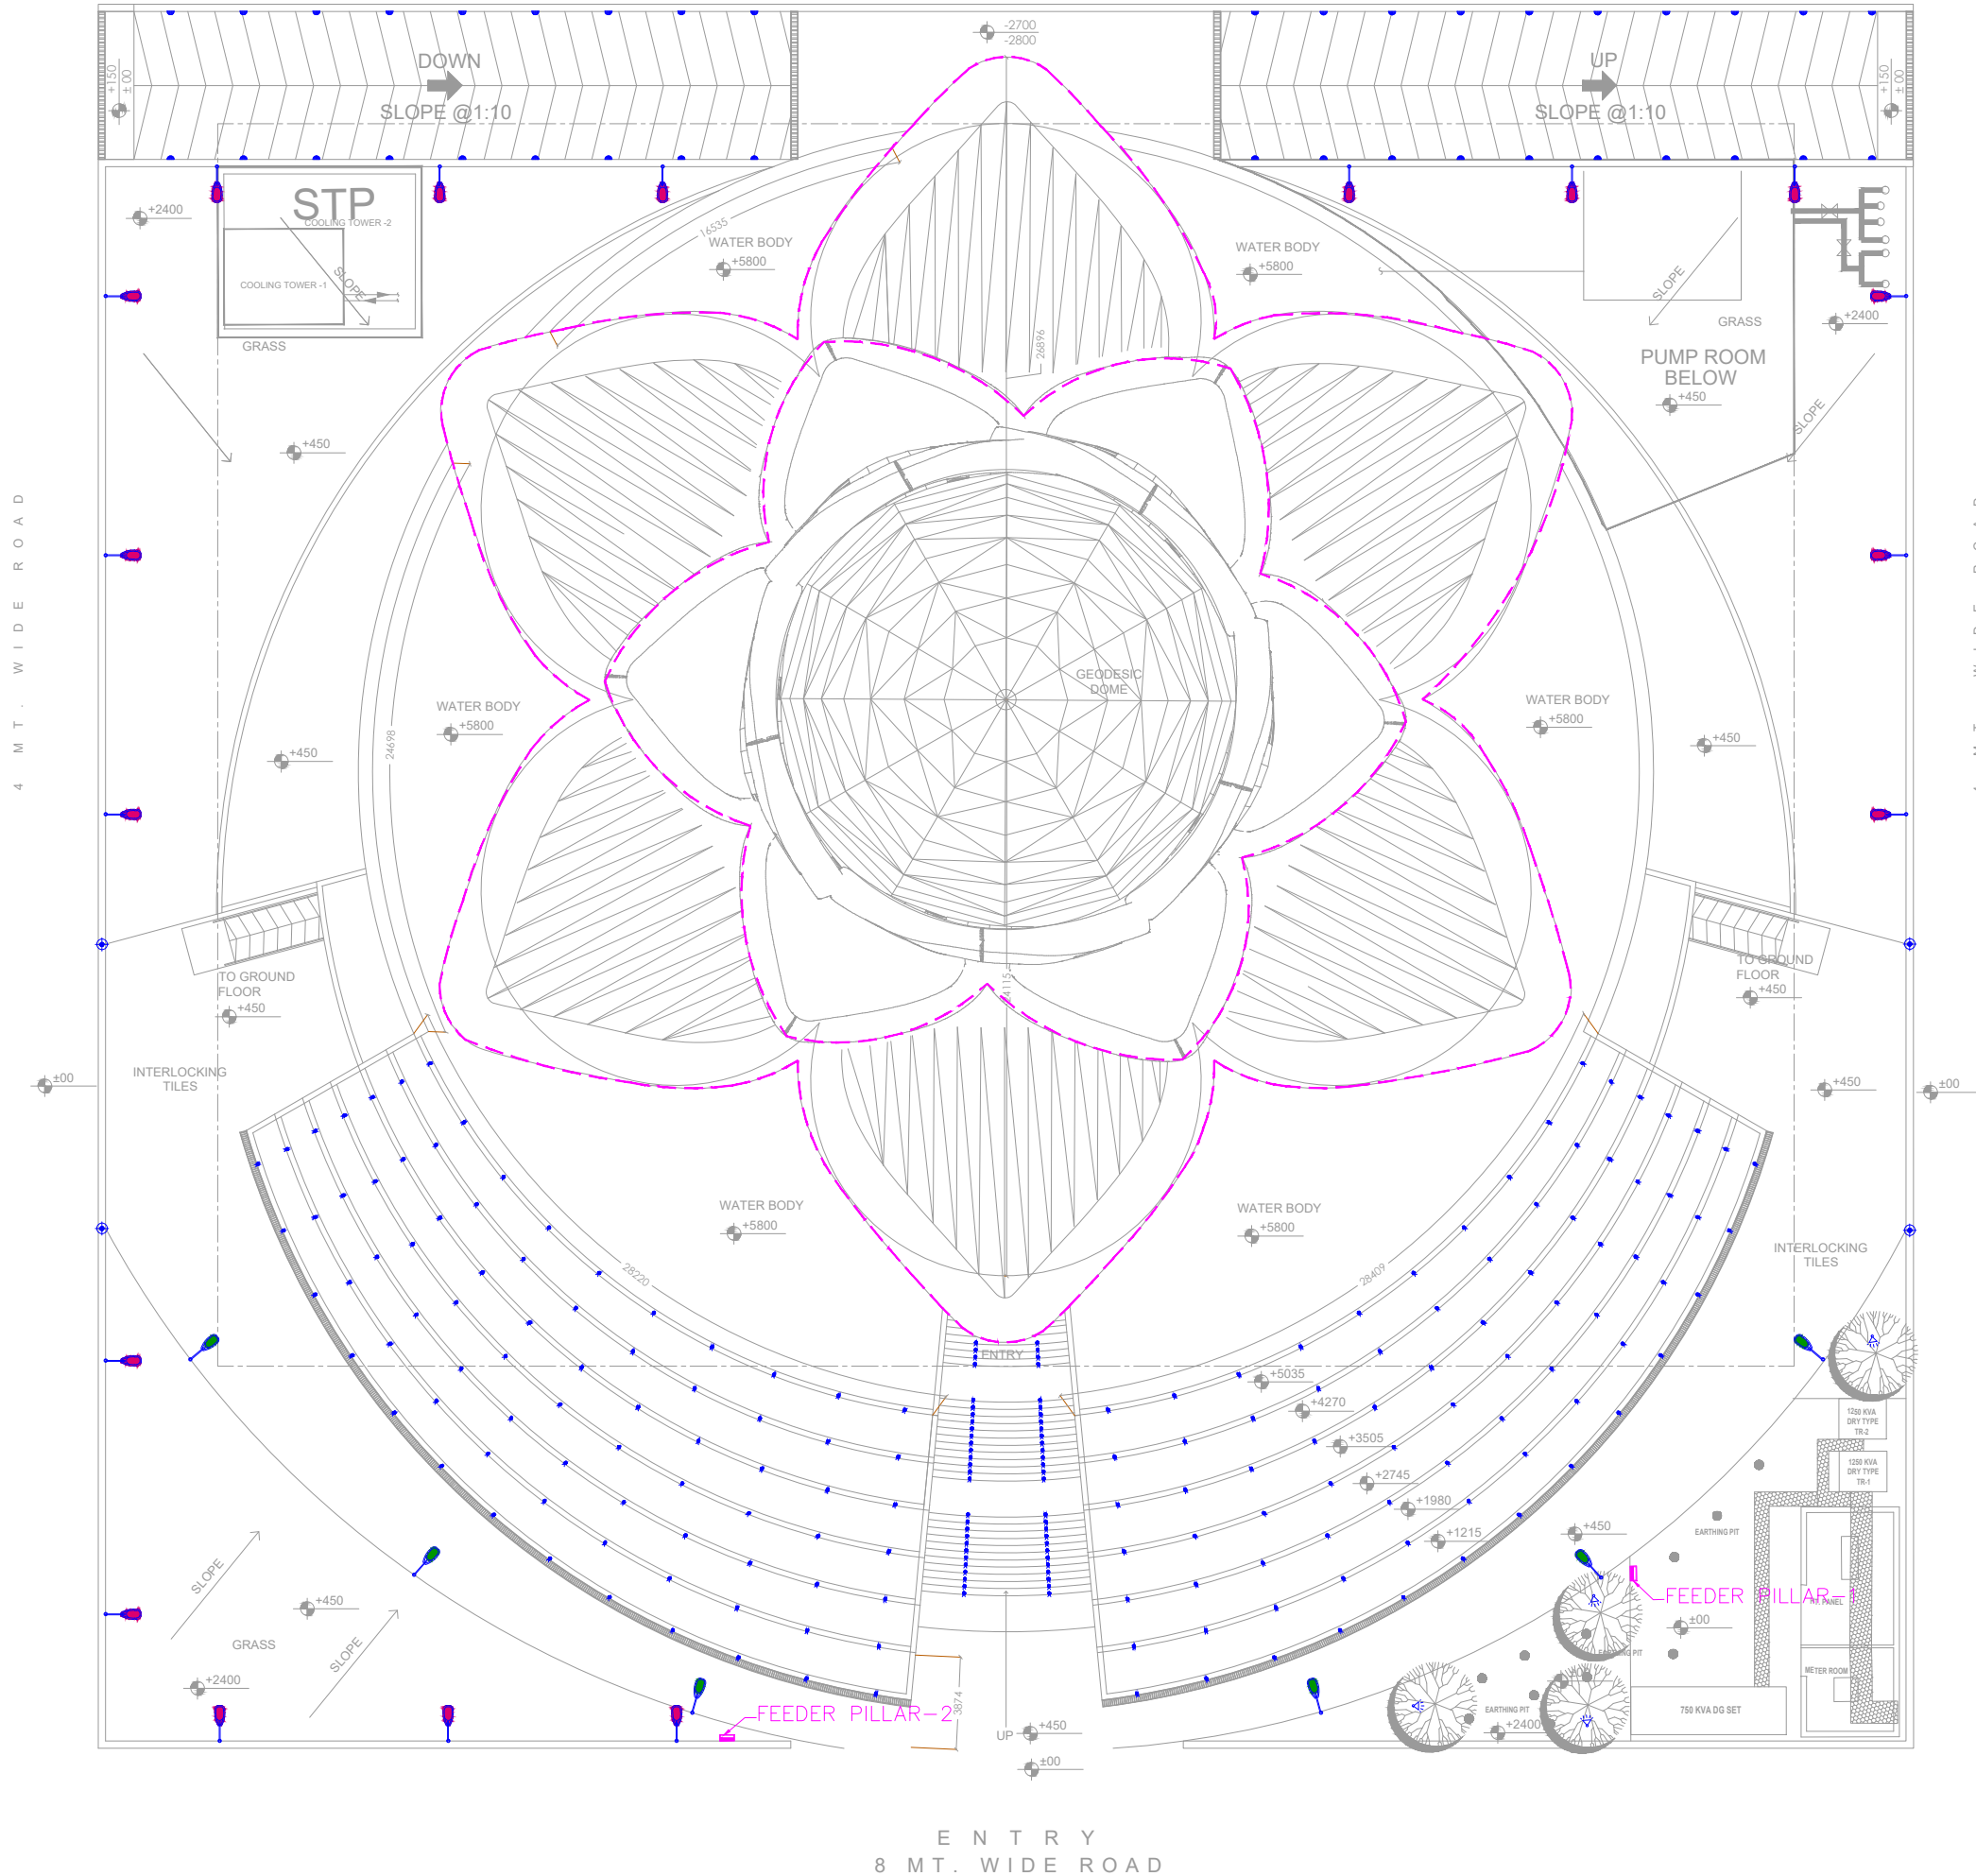 -2700
-2800
DOWN
SLOPE @1:10
UP
SLOPE @1:10
+150
±00
+150
±00
STP
COOLING TOWER -2
COOLING TOWER -1
SLOPE
GRASS
+2400
16535
WATER BODY
+5800
WATER BODY
+5800
SLOPE
GRASS
+2400
PUMP ROOM
BELOW
+450
SLOPE
26896
+450
4 MT. WIDE ROAD
GEODESIC
DOME
WATER BODY
+5800
24698
+450
WATER BODY
+5800
+450
TO GROUND
FLOOR
+450
TO GROUND
FLOOR
+450
INTERLOCKING
TILES
±00
+450
±00
WATER BODY
+5800
WATER BODY
+5800
INTERLOCKING
TILES
28220
28409
ENTRY
+5035
+4270
+3505
+2745
+1980
+1215
1250 KVA
DRY TYPE
TR-2
1250 KVA
DRY TYPE
TR-1
EARTHING PIT
+450
FEEDER PILLAR-1
PANEL
±00
METER ROOM
750 KVA DG SET
EARTHING PIT
+2400
SLOPE
+450
GRASS
SLOPE
+2400
FEEDER PILLAR-2
3874
UP
+450
±00
ENTRY
8 MT. WIDE ROAD